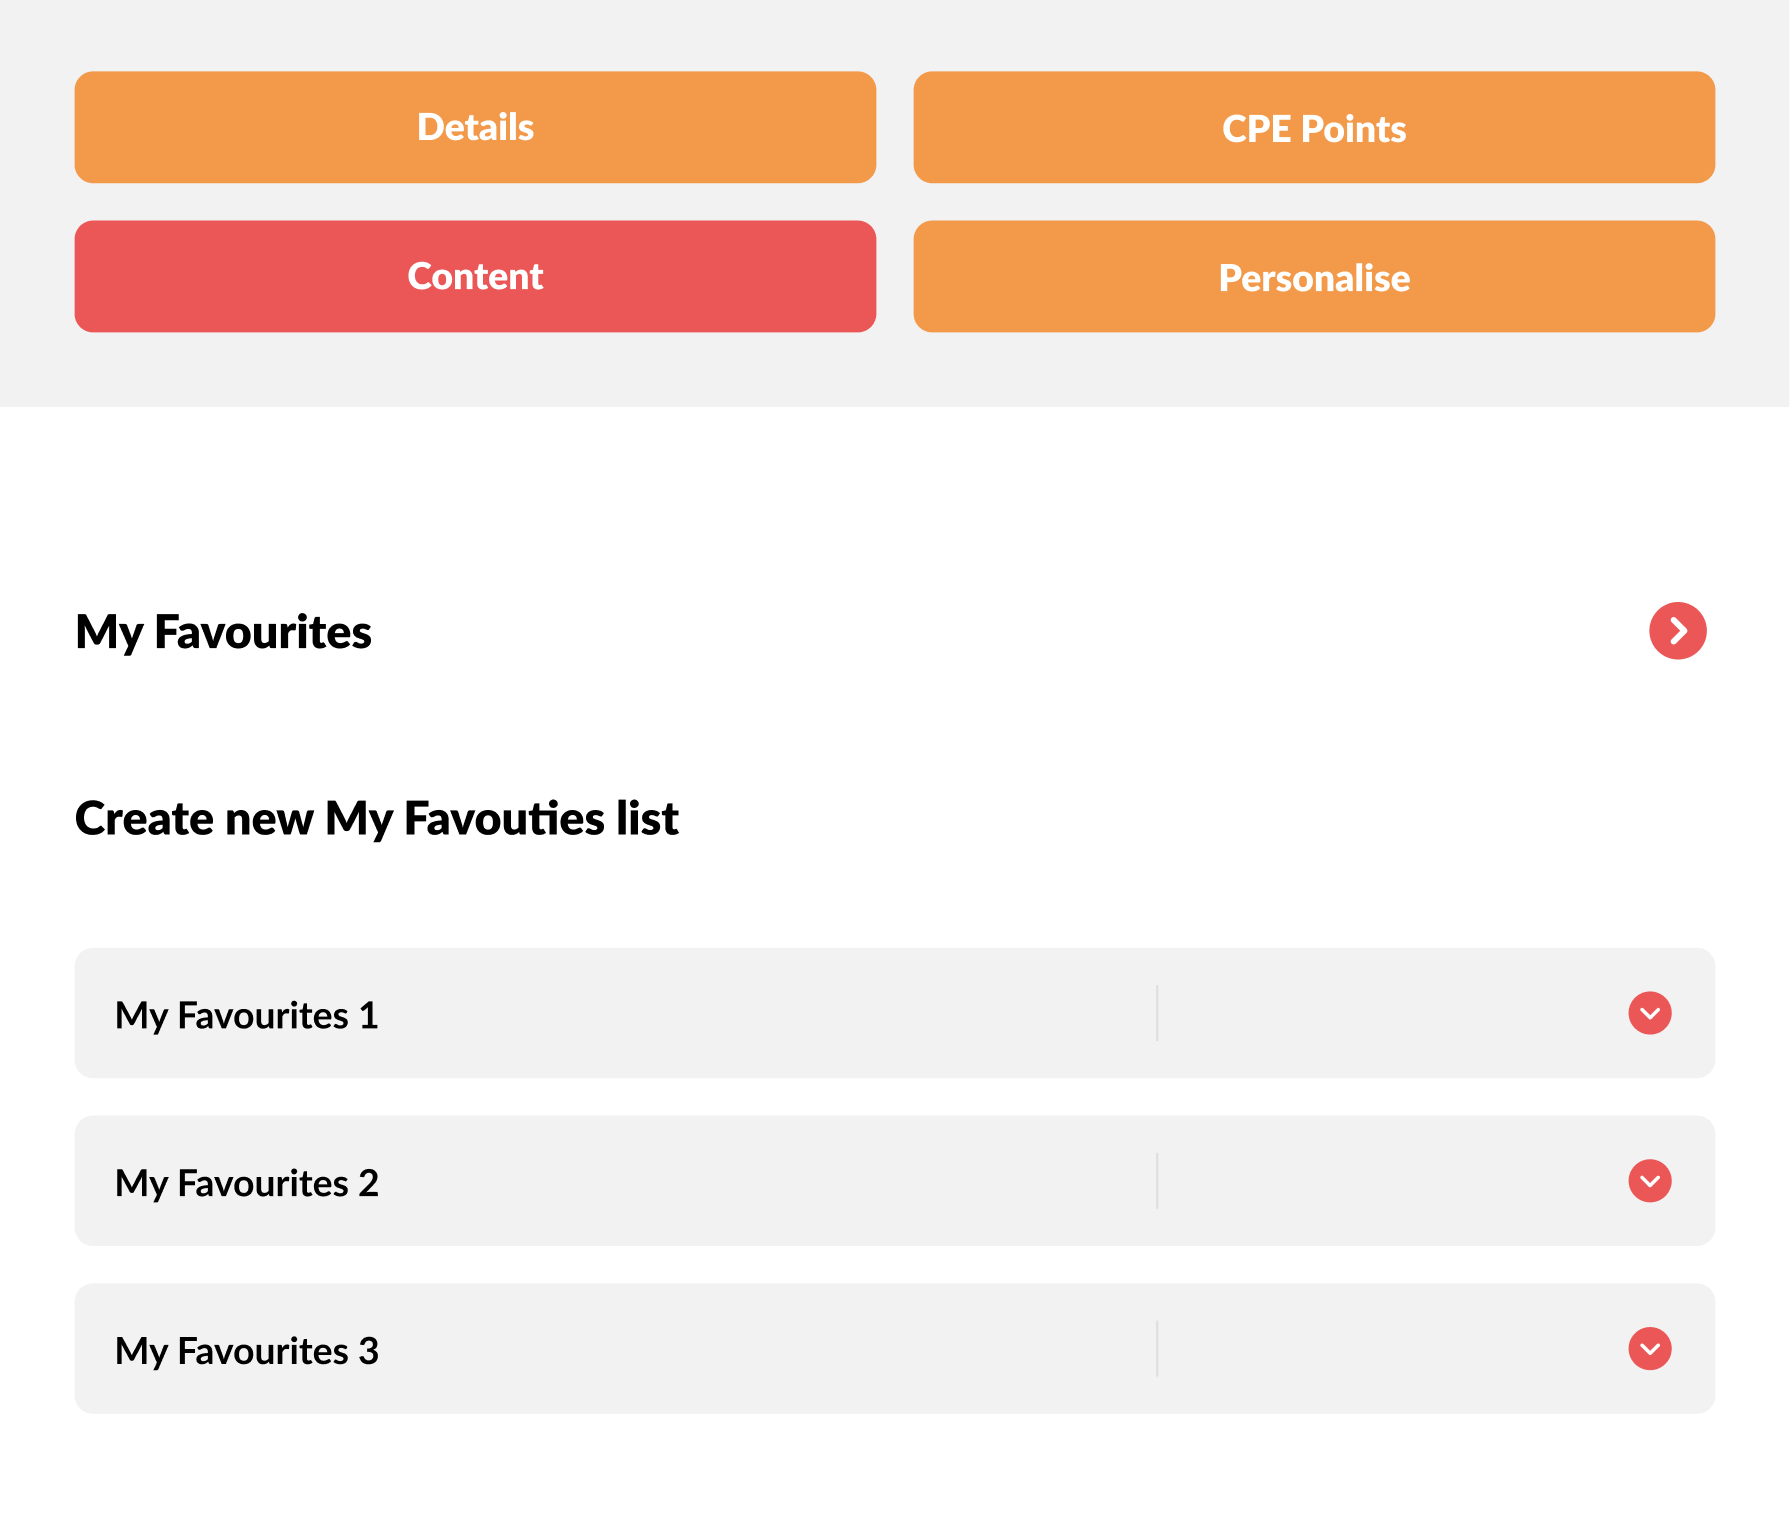 Details
CPE Points
Content
Personalise
My Favourites
Create new My Favouties list
My Favourites 1
My Favourites 2
My Favourites 3